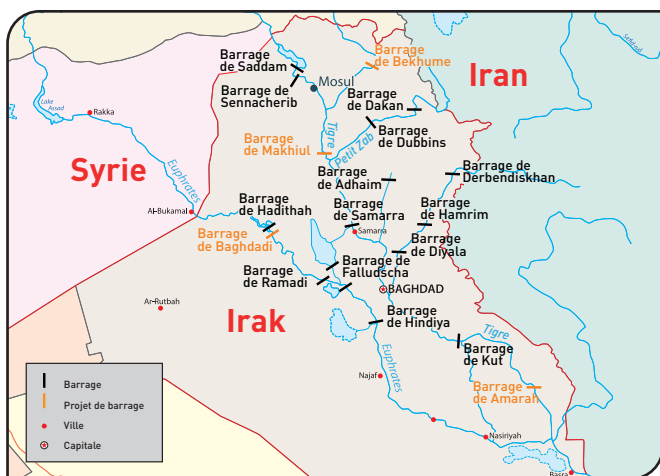 Barrage
de Saddam
Barrage de
Sennacherib
Mosul
Barrage
de Bekhume
Iran
Barrage
de Dakan
Barrage
de Dubbins
Lake
Assad
Rakka
Syrie
Euphrates
Al-Bukamal
Tigre
Petit Zab
Barrage
de Makhiul
Barrage
de Adhaim
Barrage de
Derbendiskhan
Barrage
de Hadithah
Barrage
de Baghdadi
Barrage
de Samarra
Samarra
Barrage
de Hamrim
Barrage
de Diyala
Barrage de
Falludscha
Barrage
de Ramadi
BAGHDAD
Ar-Rutbah
Irak
Barrage
de Hindiya
Tigre
Barrage
de Kut
Euphrates
Najaf
Barrage
de Amarah
Nasiriyah
Basra
Barrage
Projet de barrage
Ville
Capitale